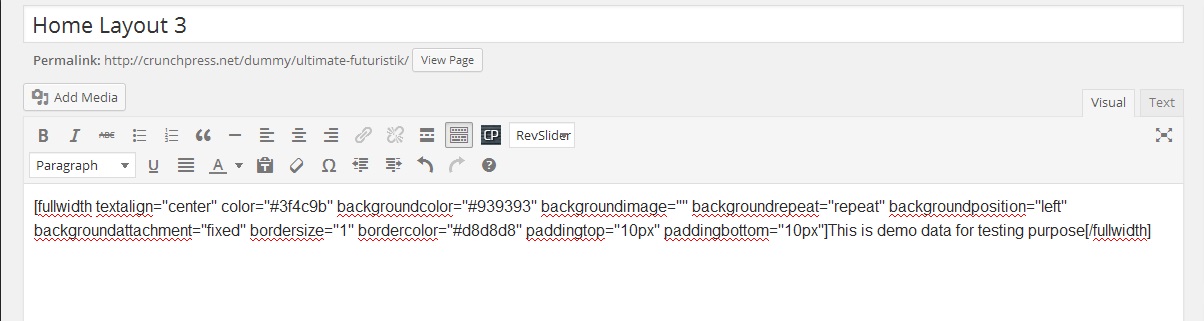 Home Layout 3
Permalink: http://crunchpress.net/dummy/ultimate-futuristik/ View Page
Add Media
Visual Text
B I ABC CP RevSlider
Paragraph U A Ω ?
[fullwidth textalign="center" color="#3f4c9b" backgroundcolor="#939393" backgroundimage="" backgroundrepeat="repeat" backgroundposition="left"
backgroundattachment="fixed" bordersize="1" bordercolor="#d8d8d8" paddingtop="10px" paddingbottom="10px"]This is demo data for testing purpose[/fullwidth]